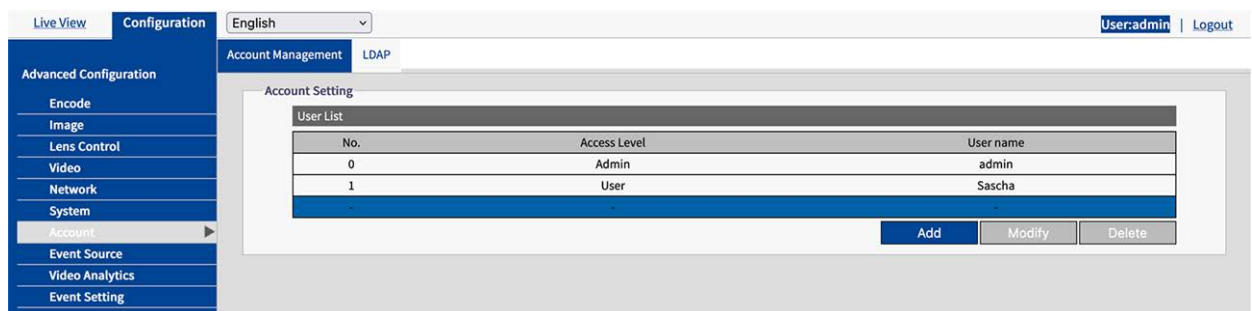 Live View Configuration English User:admin | Logout
Account Management LDAP
Advanced Configuration
Account Setting
Encode
User List
Image
No. Access Level User name
Lens Control
0 Admin admin
Video
1 User Sascha
Network
- - -
System
Account
Add Modify Delete
Event Source
Video Analytics
Event Setting